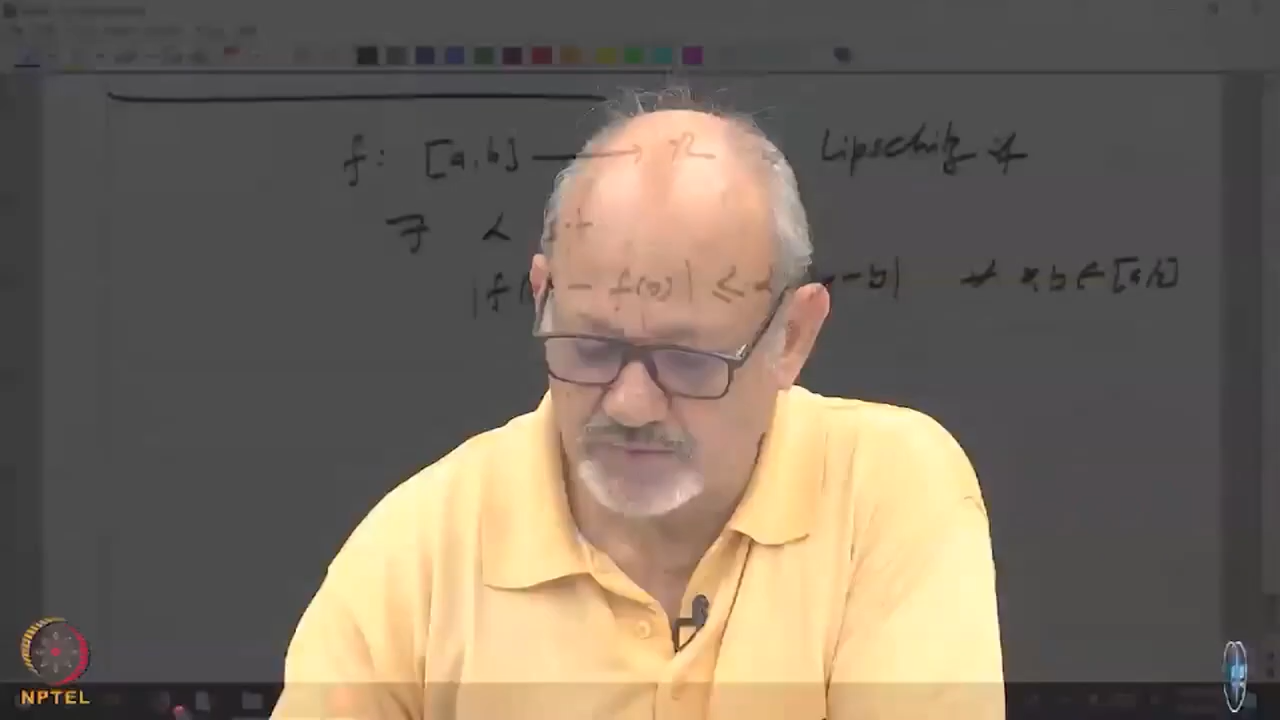 f: [a,b] → R Lipschitz if
∃ α s.t
|f( - f(b)| ≤ α -b| ∀ a,b ∈ [a,b]
NPTEL